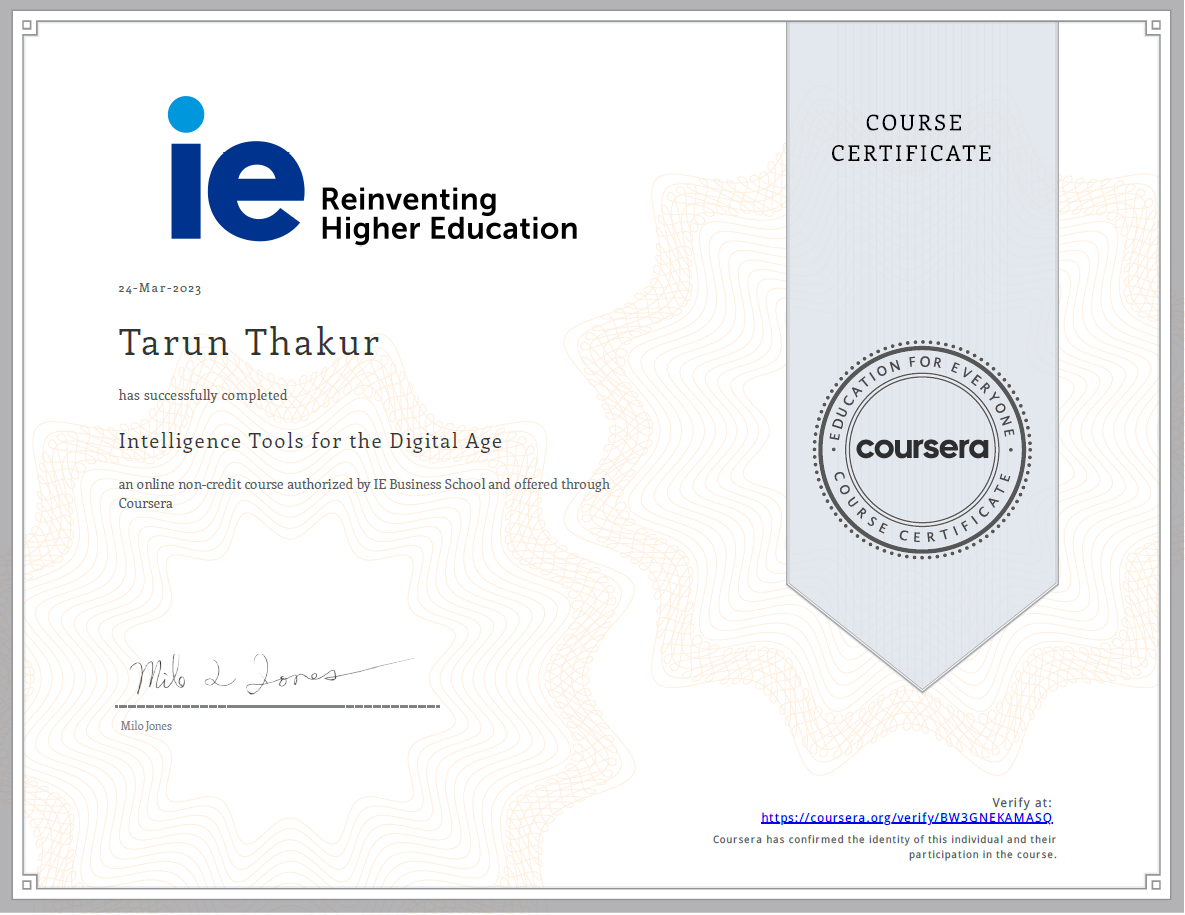 ie Reinventing
Higher Education
COURSE
CERTIFICATE
24-Mar-2023
Tarun Thakur
has successfully completed
Intelligence Tools for the Digital Age
an online non-credit course authorized by IE Business School and offered through
Coursera
EDUCATION FOR EVERYONE
coursera
COURSE CERTIFICATE
Milo L Jones
Milo Jones
Verify at:
https://coursera.org/verify/BW3GNEKAMASQ
Coursera has confirmed the identity of this individual and their
participation in the course.